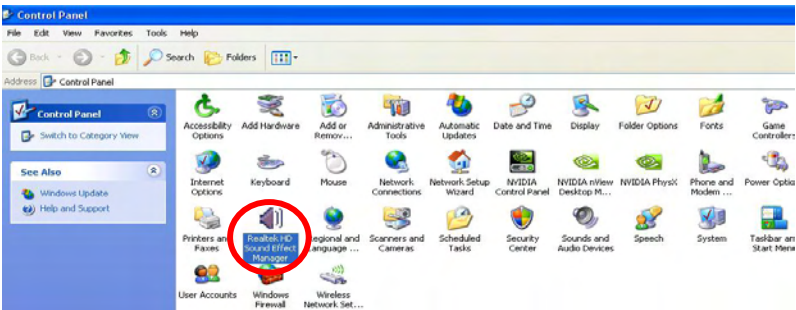 Control Panel
File Edit View Favorites Tools Help
Back Search Folders
Address Control Panel
Control Panel
Switch to Category View
See Also
Windows Update
Help and Support
Accessibility Options
Add Hardware
Add or Remov...
Administrative Tools
Automatic Updates
Date and Time
Display
Folder Options
Fonts
Game Controllers
Internet Options
Keyboard
Mouse
Network Connections
Network Setup Wizard
NVIDIA Control Panel
NVIDIA nView Desktop M...
NVIDIA PhysX
Phone and Modem ...
Power Optio
Printers and Faxes
Realtek HD Sound Effect Manager
Regional and Language ...
Scanners and Cameras
Scheduled Tasks
Security Center
Sounds and Audio Devices
Speech
System
Taskbar an
Start Menu
User Accounts
Windows Firewall
Wireless Network Set...